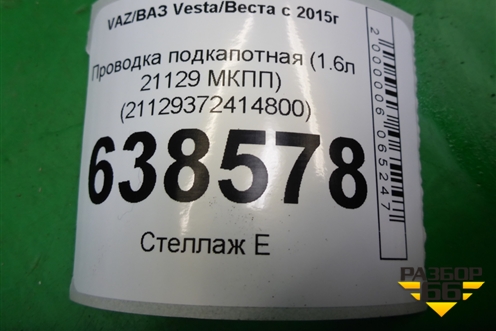 VAZ/ВАЗ Vesta/Веста с 2015г
Проводка подкапотная (1.6л
21129 МКПП)
(21129372414800)
638578
Стеллаж Е
2000006065247
РАЗБОР
66